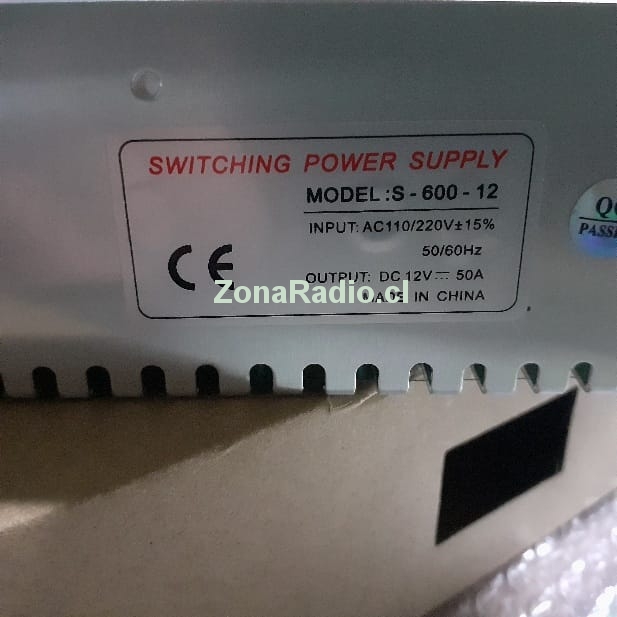 SWITCHING POWER SUPPLY
MODEL :S - 600 - 12
INPUT: AC110/220V±15%
50/60Hz
OUTPUT: DC 12V⎓ 50A
MADE IN CHINA
CE
ZonaRadio.cl